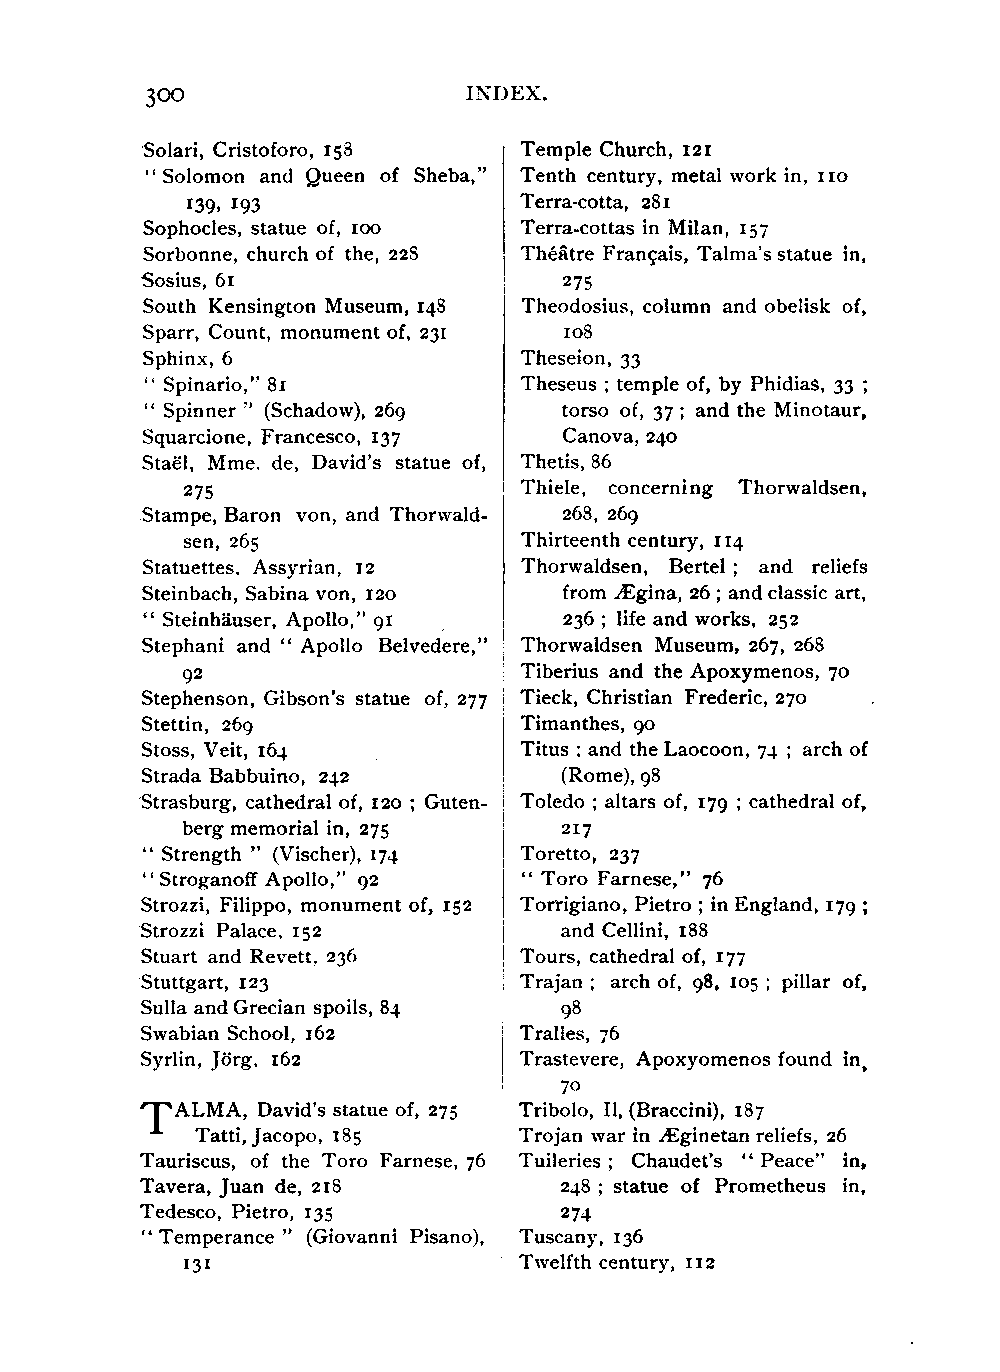 300
INDEX.
Solari, Cristoforo, 158
" Solomon and Queen of Sheba,"
139, 193
Sophocles, statue of, 100
Sorbonne, church of the, 228
Sosius, 61
South Kensington Museum, 148
Sparr, Count, monument of, 231
Sphinx, 6
" Spinario," 81
" Spinner " (Schadow), 269
Squarcione, Francesco, 137
Staël, Mme. de, David's statue of,
275
Stampe, Baron von, and Thorwald-
sen, 265
Statuettes, Assyrian, 12
Steinbach, Sabina von, 120
" Steinhäuser, Apollo," 91
Stephani and " Apollo Belvedere,"
92
Stephenson, Gibson's statue of, 277
Stettin, 269
Stoss, Veit, 164
Strada Babbuino, 242
Strasburg, cathedral of, 120 ; Guten-
berg memorial in, 275
" Strength " (Vischer), 174
" Stroganoff Apollo," 92
Strozzi, Filippo, monument of, 152
Strozzi Palace, 152
Stuart and Revett, 236
Stuttgart, 123
Sulla and Grecian spoils, 84
Swabian School, 162
Syrlin, Jörg, 162
TALMA, David's statue of, 275
Tatti, Jacopo, 185
Tauriscus, of the Toro Farnese, 76
Tavera, Juan de, 218
Tedesco, Pietro, 135
" Temperance " (Giovanni Pisano),
131
Temple Church, 121
Tenth century, metal work in, 110
Terra-cotta, 281
Terra-cottas in Milan, 157
Théâtre Français, Talma's statue in,
275
Theodosius, column and obelisk of,
108
Theseion, 33
Theseus ; temple of, by Phidias, 33 ;
torso of, 37 ; and the Minotaur,
Canova, 240
Thetis, 86
Thiele, concerning Thorwaldsen,
268, 269
Thirteenth century, 114
Thorwaldsen, Bertel ; and reliefs
from Ægina, 26 ; and classic art,
236 ; life and works, 252
Thorwaldsen Museum, 267, 268
Tiberius and the Apoxymenos, 70
Tieck, Christian Frederic, 270
Timanthes, 90
Titus ; and the Laocoon, 74 ; arch of
(Rome), 98
Toledo ; altars of, 179 ; cathedral of,
217
Toretto, 237
" Toro Farnese," 76
Torrigiano, Pietro ; in England, 179 ;
and Cellini, 188
Tours, cathedral of, 177
Trajan ; arch of, 98, 105 ; pillar of,
98
Tralles, 76
Trastevere, Apoxyomenos found in,
70
Tribolo, Il, (Braccini), 187
Trojan war in Æginetan reliefs, 26
Tuileries ; Chaudet's " Peace" in,
248 ; statue of Prometheus in,
274
Tuscany, 136
Twelfth century, 112